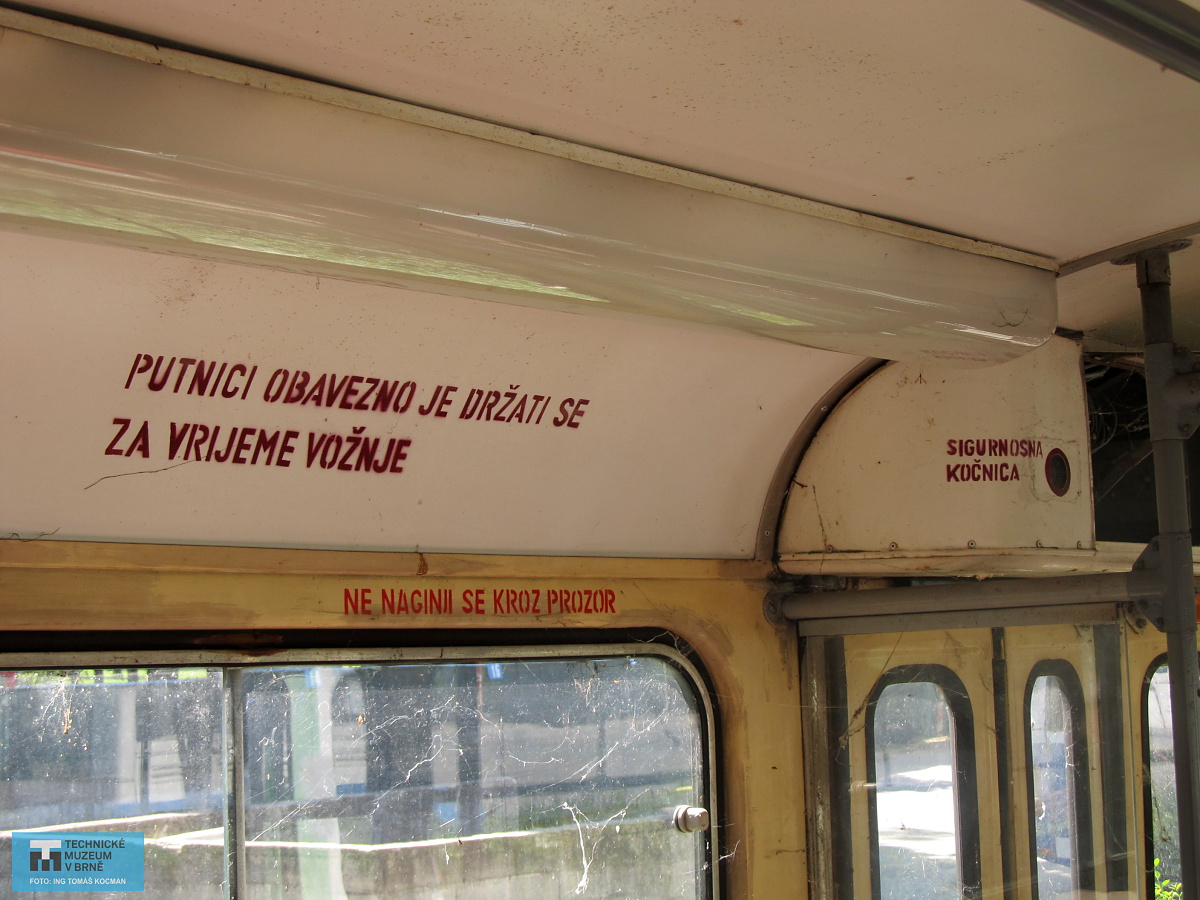 PUTNICI OBAVEZNO JE DRŽATI SE
ZA VRIJEME VOŽNJE
SIGURNOSNA
KOČNICA
NE NAGINJI SE KROZ PROZOR
TECHNICKÉ
MUZEUM
V BRNĚ
FOTO: ING TOMÁŠ KOCMAN